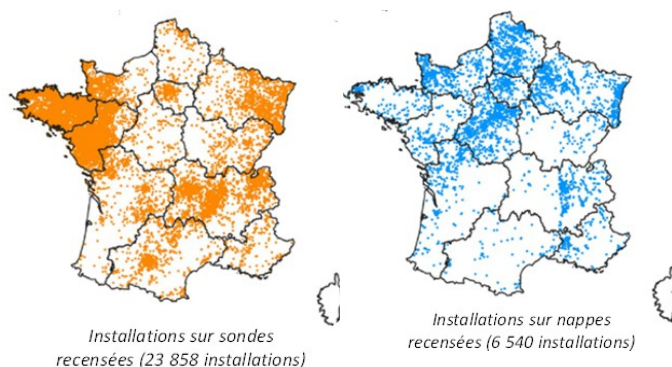 Installations sur sondes
recensées (23 858 installations)
Installations sur nappes
recensées (6 540 installations)